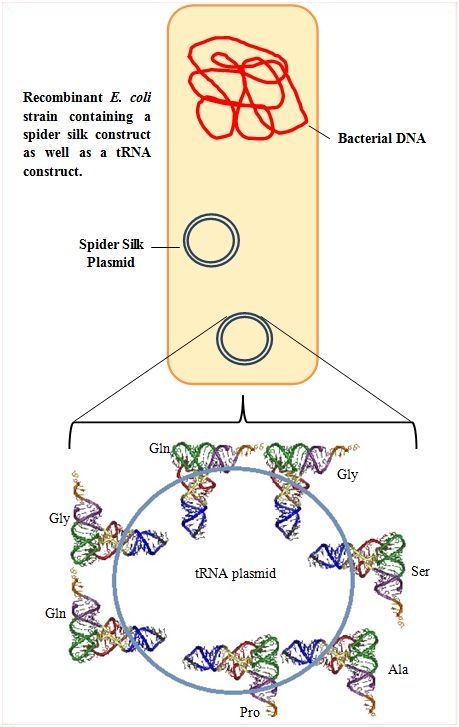 Recombinant E. coli
strain containing a
spider silk construct
as well as a tRNA
construct.
Bacterial DNA
Spider Silk
Plasmid
Gln
Gly
Gly
Ser
tRNA plasmid
Gln
Ala
Pro